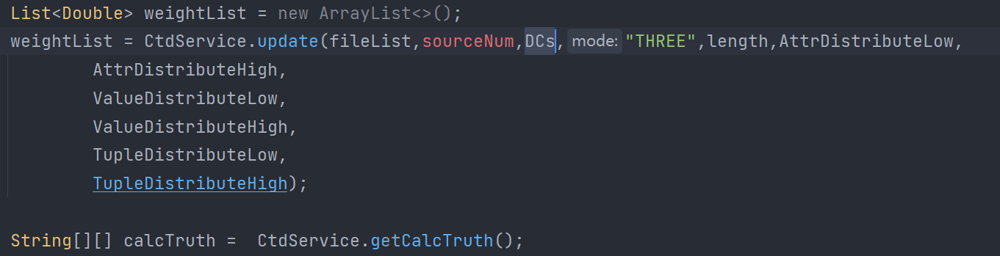 List<Double> weightList = new ArrayList<>();
weightList = CtdService.update(fileList,sourceNum,DCs, mode: "THREE",length,AttrDistributeLow,
AttrDistributeHigh,
ValueDistributeLow,
ValueDistributeHigh,
TupleDistributeLow,
TupleDistributeHigh);
String[][] calcTruth =  CtdService.getCalcTruth();